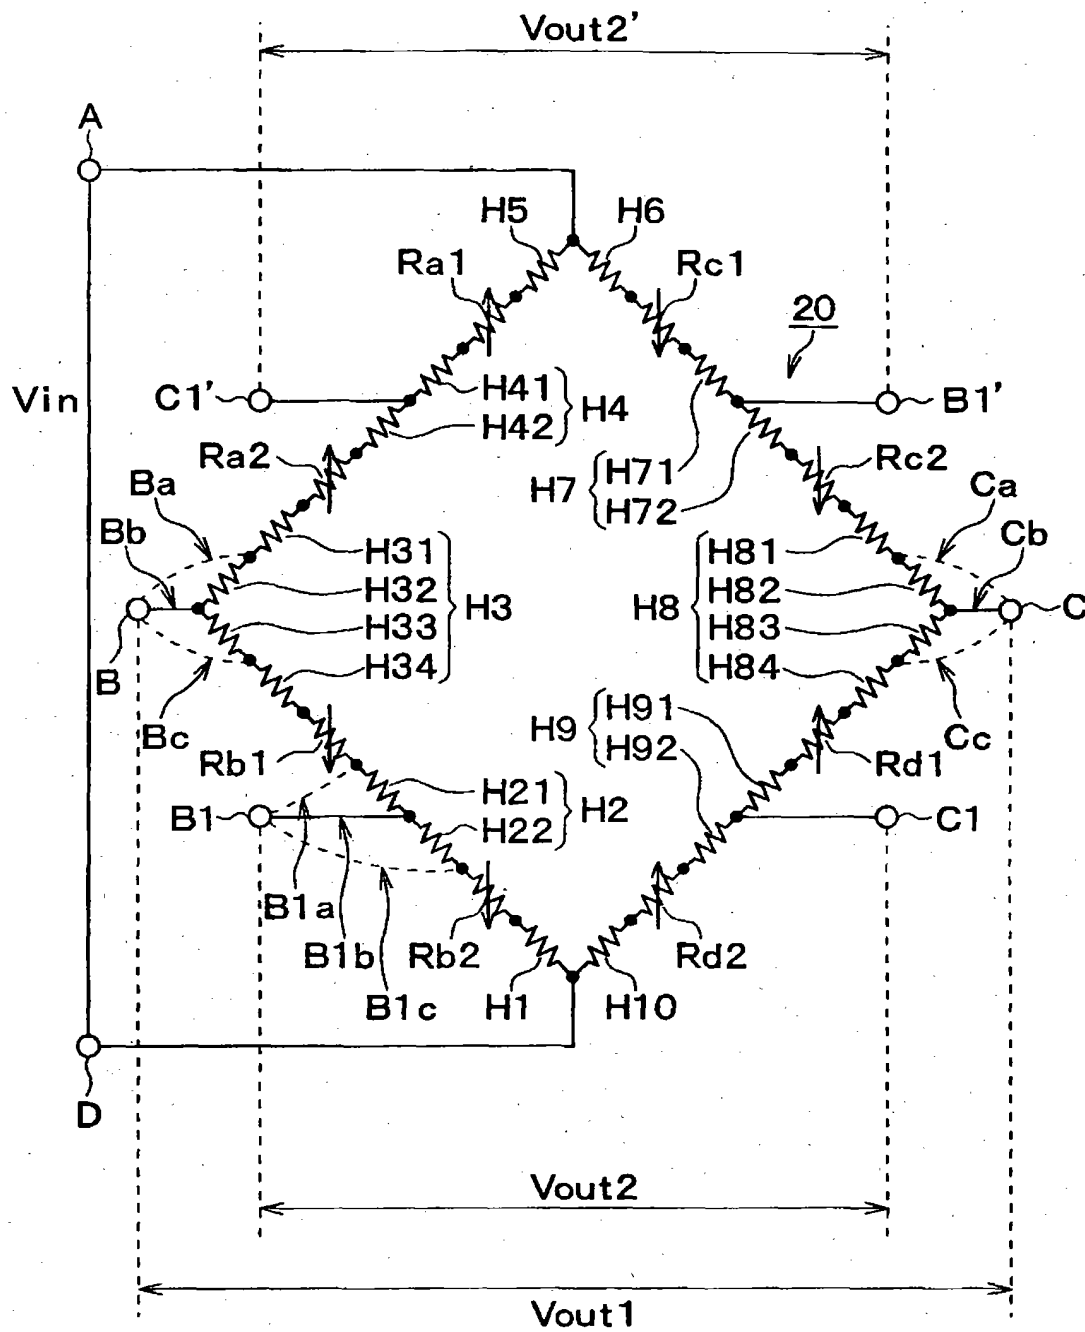 Vout2'
A
H5 H6
Ra1 Rc1
20
Vin C1' H41 H4 B1'
H42
Ra2 H71 Rc2
H7
H72
Ba Ca
Bb Cb
H31 H81
H32 H82
H3 H8 C
H33 H83
B H34 H84
Bc H91 Cc
H9
Rb1 H92 Rd1
H21
B1 H2 C1
H22
B1a
B1b Rb2 Rd2
B1c H1 H10
D
Vout2
Vout1